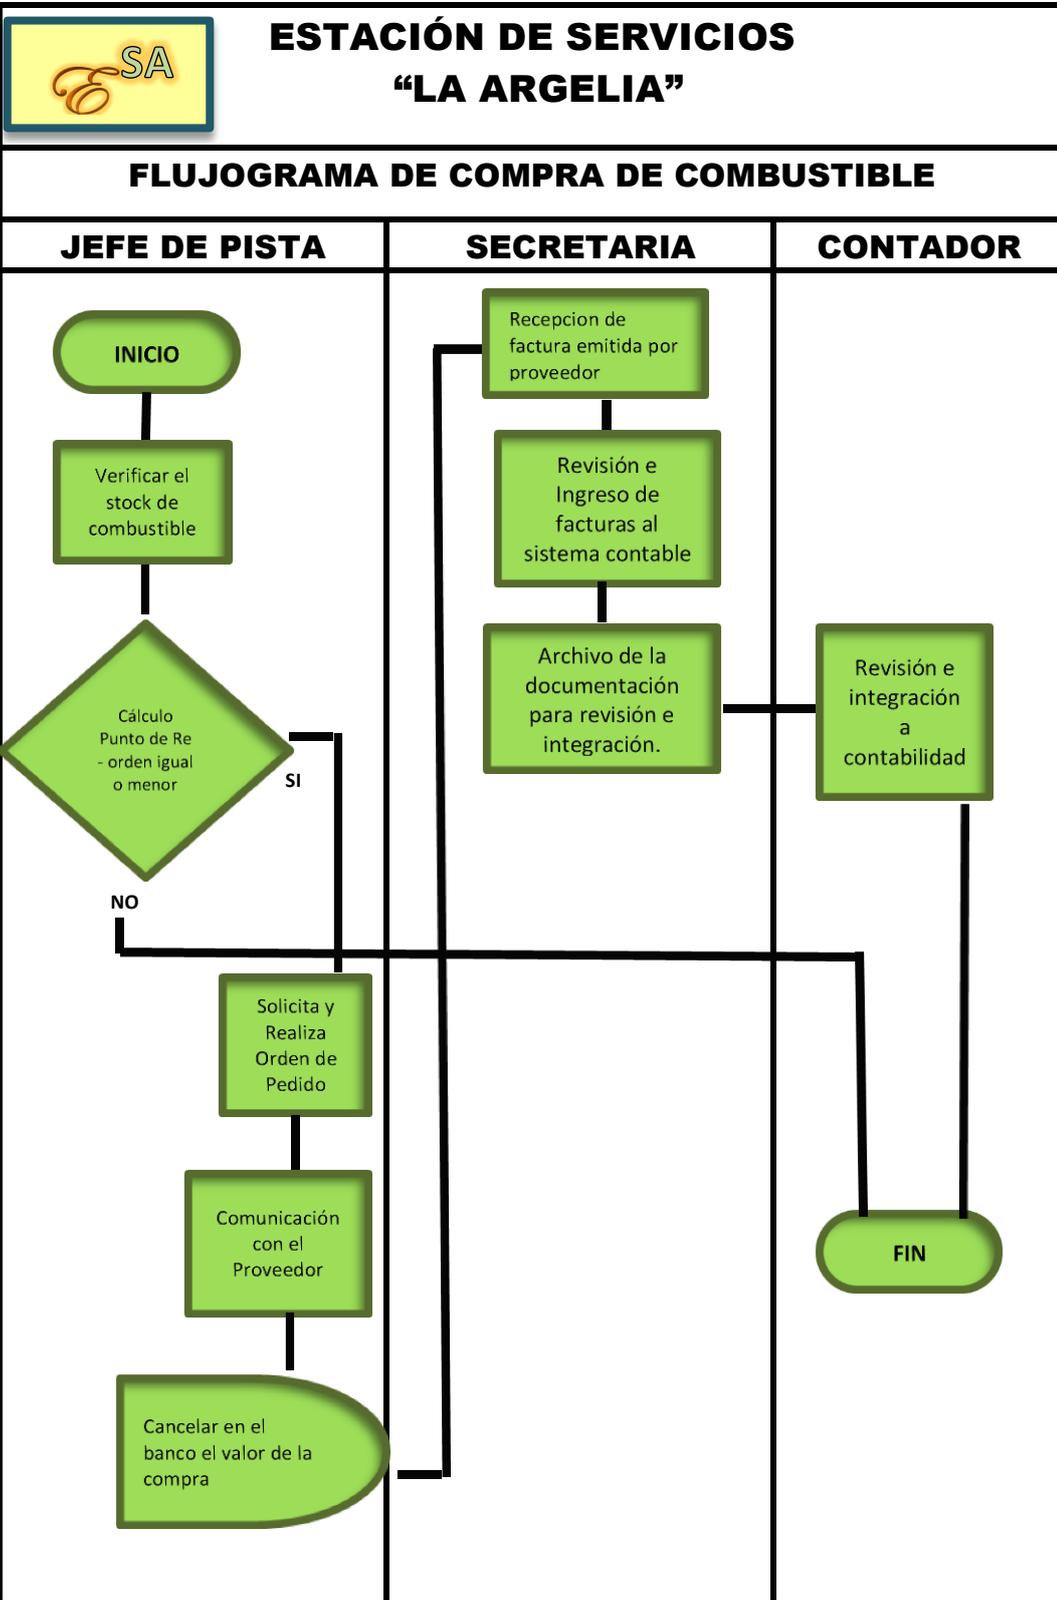 ESA
ESTACIÓN DE SERVICIOS
“LA ARGELIA”
FLUJOGRAMA DE COMPRA DE COMBUSTIBLE
JEFE DE PISTA
SECRETARIA
CONTADOR
INICIO
Verificar el
stock de
combustible
Cálculo
Punto de Re
- orden igual
o menor
SI
NO
Solicita y
Realiza
Orden de
Pedido
Comunicación
con el
Proveedor
Cancelar en el
banco el valor de la
compra
Recepcion de
factura emitida por
proveedor
Revisión e
Ingreso de
facturas al
sistema contable
Archivo de la
documentación
para revisión e
integración.
Revisión e
integración
a
contabilidad
FIN